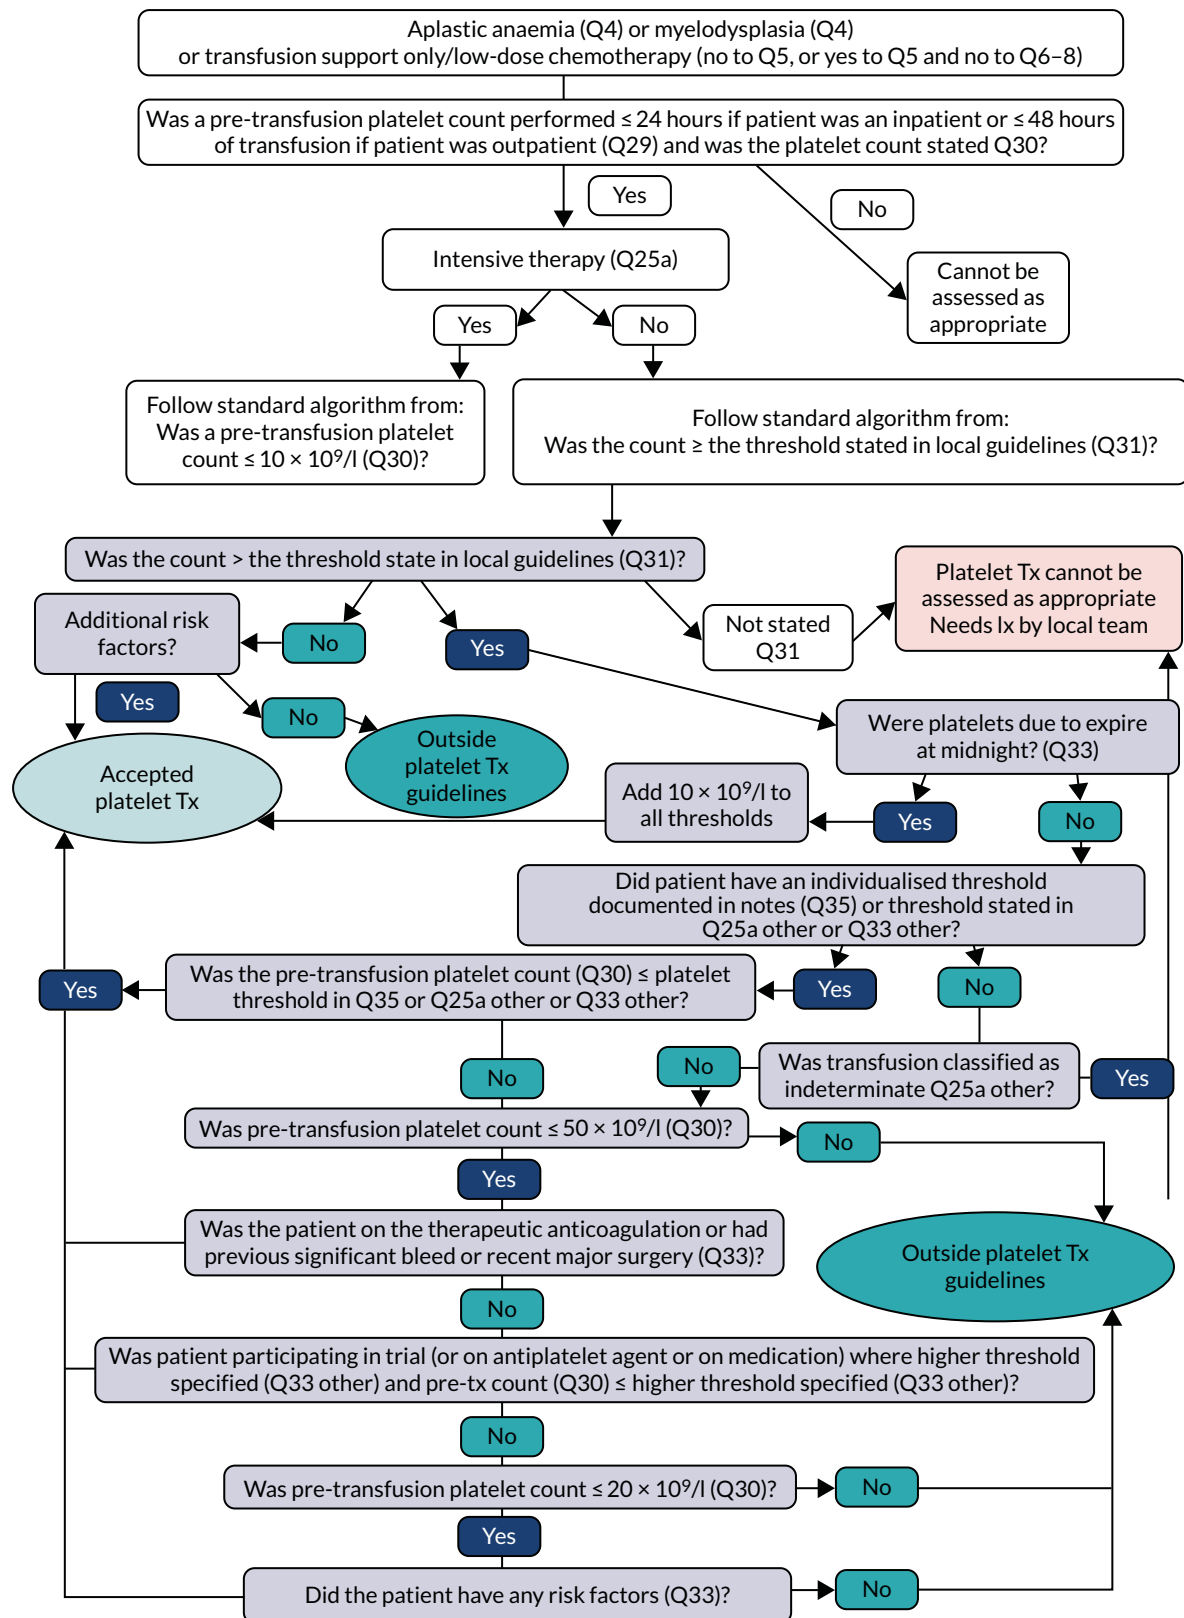 Aplastic anaemia (Q4) or myelodysplasia (Q4)
or transfusion support only/low-dose chemotherapy (no to Q5, or yes to Q5 and no to Q6–8)
Was a pre-transfusion platelet count performed ≤ 24 hours if patient was an inpatient or ≤ 48 hours
of transfusion if patient was outpatient (Q29) and was the platelet count stated Q30?
Yes
No
Intensive therapy (Q25a)
Cannot be
assessed as
appropriate
Yes
No
Follow standard algorithm from:
Was a pre-transfusion platelet
count ≤ 10 × 10⁹/l (Q30)?
Follow standard algorithm from:
Was the count ≥ the threshold stated in local guidelines (Q31)?
Was the count > the threshold state in local guidelines (Q31)?
Platelet Tx cannot be
assessed as appropriate
Needs lx by local team
Additional risk
factors?
No
Yes
Not stated
Q31
Yes
No
Were platelets due to expire
at midnight? (Q33)
Accepted
platelet Tx
Outside
platelet Tx
guidelines
Add 10 × 10⁹/l to
all thresholds
Yes
No
Did patient have an individualised threshold
documented in notes (Q35) or threshold stated in
Q25a other or Q33 other?
Yes
Was the pre-transfusion platelet count (Q30) ≤ platelet
threshold in Q35 or Q25a other or Q33 other?
Yes
No
No
No
Was transfusion classified as
indeterminate Q25a other?
Yes
Was pre-transfusion platelet count ≤ 50 × 10⁹/l (Q30)?
No
Yes
Was the patient on the therapeutic anticoagulation or had
previous significant bleed or recent major surgery (Q33)?
Outside platelet Tx
guidelines
No
Was patient participating in trial (or on antiplatelet agent or on medication) where higher threshold
specified (Q33 other) and pre-tx count (Q30) ≤ higher threshold specified (Q33 other)?
No
Was pre-transfusion platelet count ≤ 20 × 10⁹/l (Q30)?
No
Yes
Did the patient have any risk factors (Q33)?
No